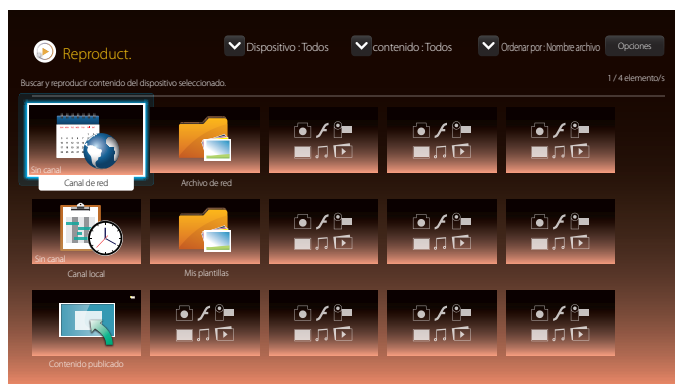 Reproduct.
Dispositivo : Todos
contenido : Todos
Ordenar por : Nombre archivo
Opciones
Buscar y reproducir contenido del dispositivo seleccionado.
1 / 4 elemento/s
Sin canal
Canal de red
Archivo de red
Sin canal
Canal local
Mis plantillas
Contenido publicado